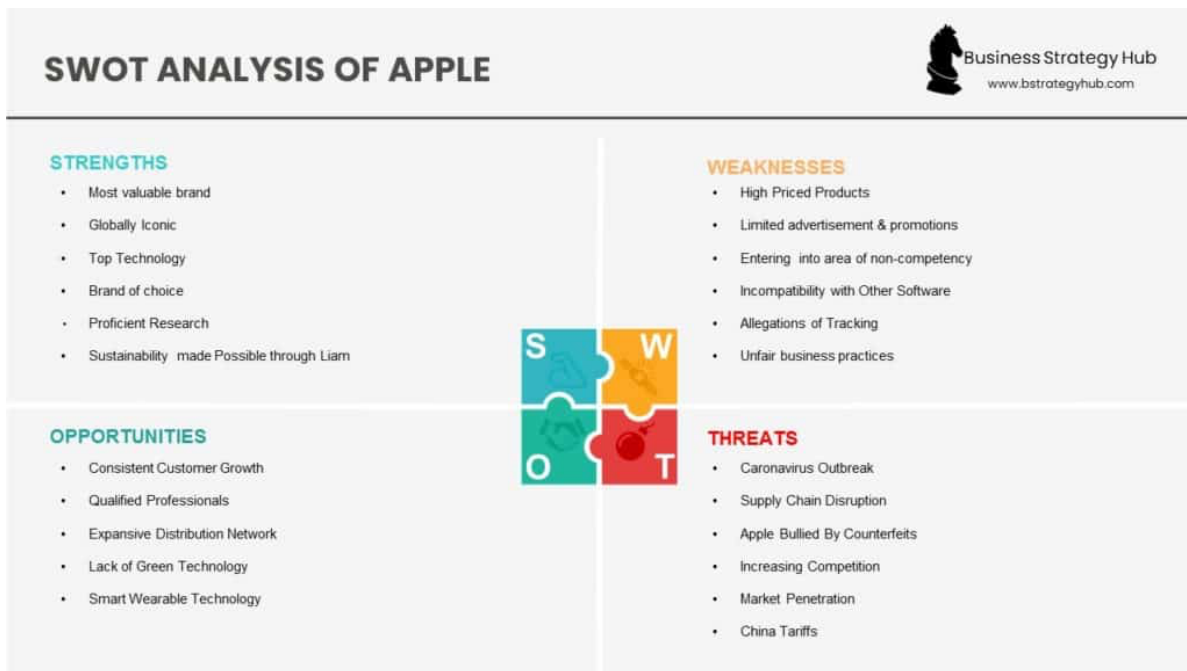 SWOT ANALYSIS OF APPLE
Business Strategy Hub
www.bstrategyhub.com
STRENGTHS
• Most valuable brand
• Globally Iconic
• Top Technology
• Brand of choice
• Proficient Research
• Sustainability made Possible through Liam
WEAKNESSES
• High Priced Products
• Limited advertisement & promotions
• Entering into area of non-competency
• Incompatibility with Other Software
• Allegations of Tracking
• Unfair business practices
S W
O T
OPPORTUNITIES
• Consistent Customer Growth
• Qualified Professionals
• Expansive Distribution Network
• Lack of Green Technology
• Smart Wearable Technology
THREATS
• Caronavirus Outbreak
• Supply Chain Disruption
• Apple Bullied By Counterfeits
• Increasing Competition
• Market Penetration
• China Tariffs